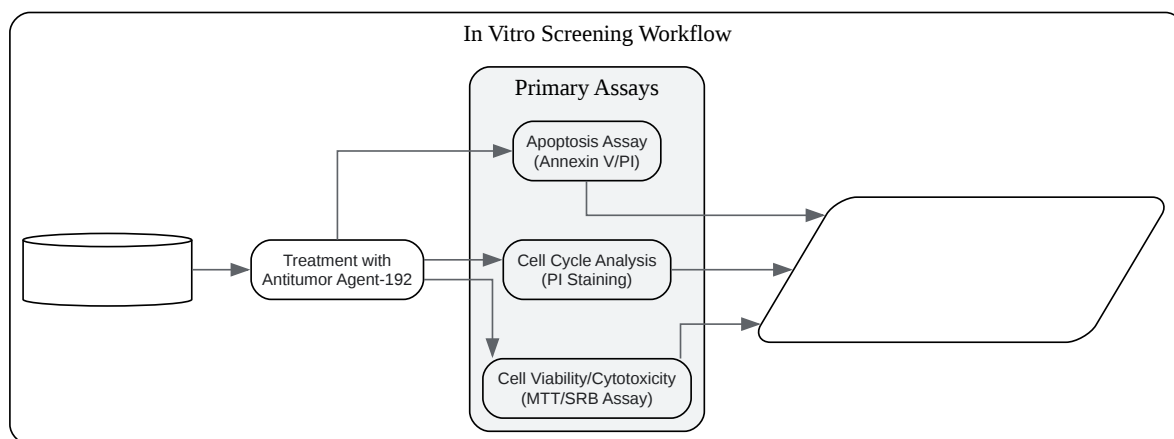 In Vitro Screening Workflow
Primary Assays
Apoptosis Assay
(Annexin V/PI)
Treatment with
Antitumor Agent-192
Cell Cycle Analysis
(PI Staining)
Cell Viability/Cytotoxicity
(MTT/SRB Assay)